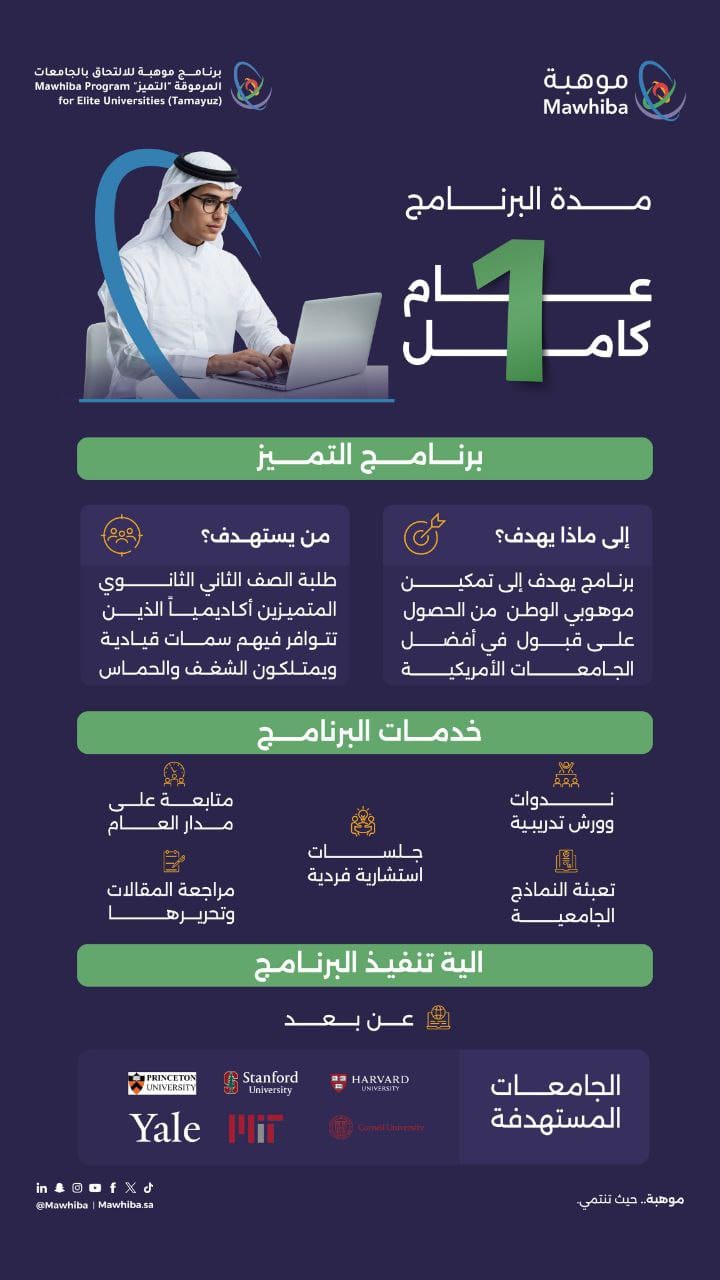 موهبة
Mawhiba
برنامج موهبة للالتحاق بالجامعات
المرموقة "التميز" Mawhiba Program
for Elite Universities (Tamayuz)
مدة البرنامج
1
عام
كامل
برنامج التميز
إلى ماذا يهدف؟
برنامج يهدف إلى تمكين
موهوبي الوطن من الحصول
على قبول في أفضل
الجامعات الأمريكية
من يستهدف؟
طلبة الصف الثاني الثانوي
المتميزين أكاديمياً الذين
تتوافر فيهم سمات قيادية
ويمتلكون الشغف والحماس
خدمات البرنامج
ندوات
وورش تدريبية
جلسات
استشارية فردية
متابعة على
مدار العام
تعبئة النماذج
الجامعية
مراجعة المقالات
وتحريرها
الية تنفيذ البرنامج
عن بعد
الجامعات
المستهدفة
HARVARD
UNIVERSITY
Stanford
University
PRINCETON
UNIVERSITY
Cornell University
MIT
Yale
موهبة.. حيث تنتمي.
@Mawhiba | Mawhiba.sa